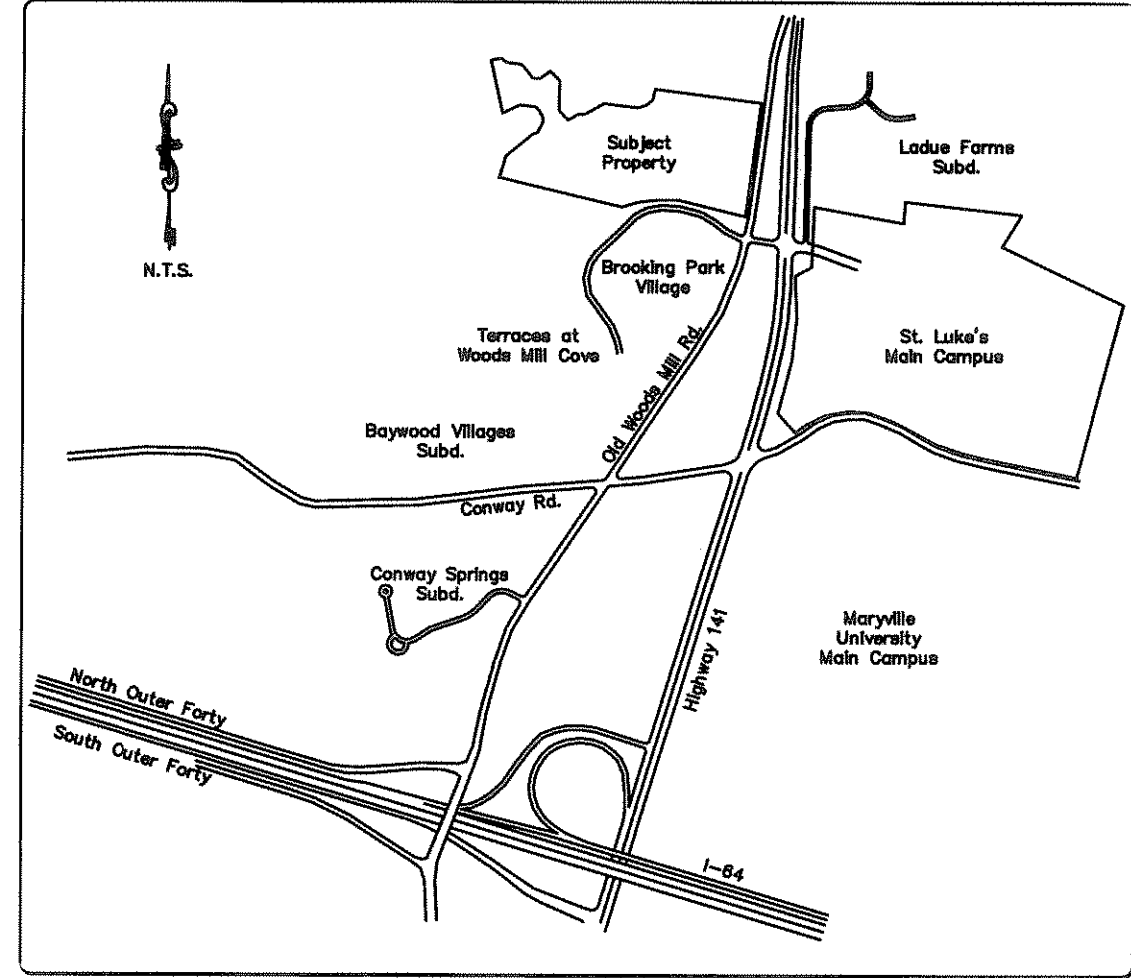 Subject
Property
Ladue Farms
Subd.
N.T.S.
Brooking Park
Village
Terraces at
Woods Mill Cove
St. Luke's
Main Campus
Old Woods Mill Rd.
Baywood Villages
Subd.
Conway Rd.
Conway Springs
Subd.
Highway 141
Maryville
University
Main Campus
North Outer Forty
South Outer Forty
I-64